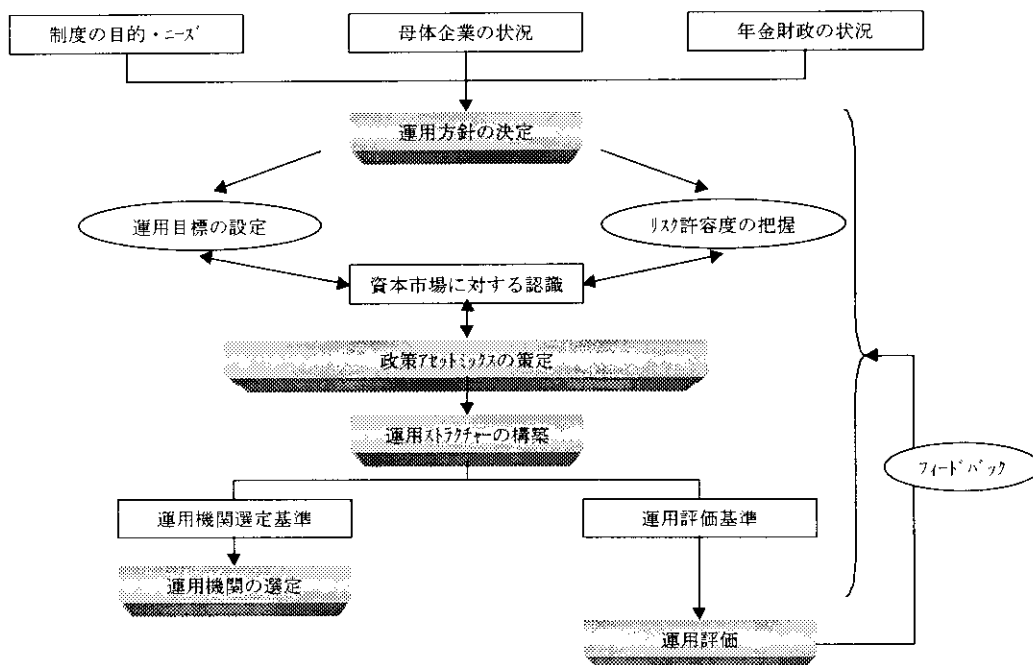 制度の目的・ニーズ
母体企業の状況
年金財政の状況
運用方針の決定
運用目標の設定
リスク許容度の把握
資本市場に対する認識
政策アセットミックスの策定
運用ストラクチャーの構築
フィードバック
運用機関選定基準
運用評価基準
運用機関の選定
運用評価